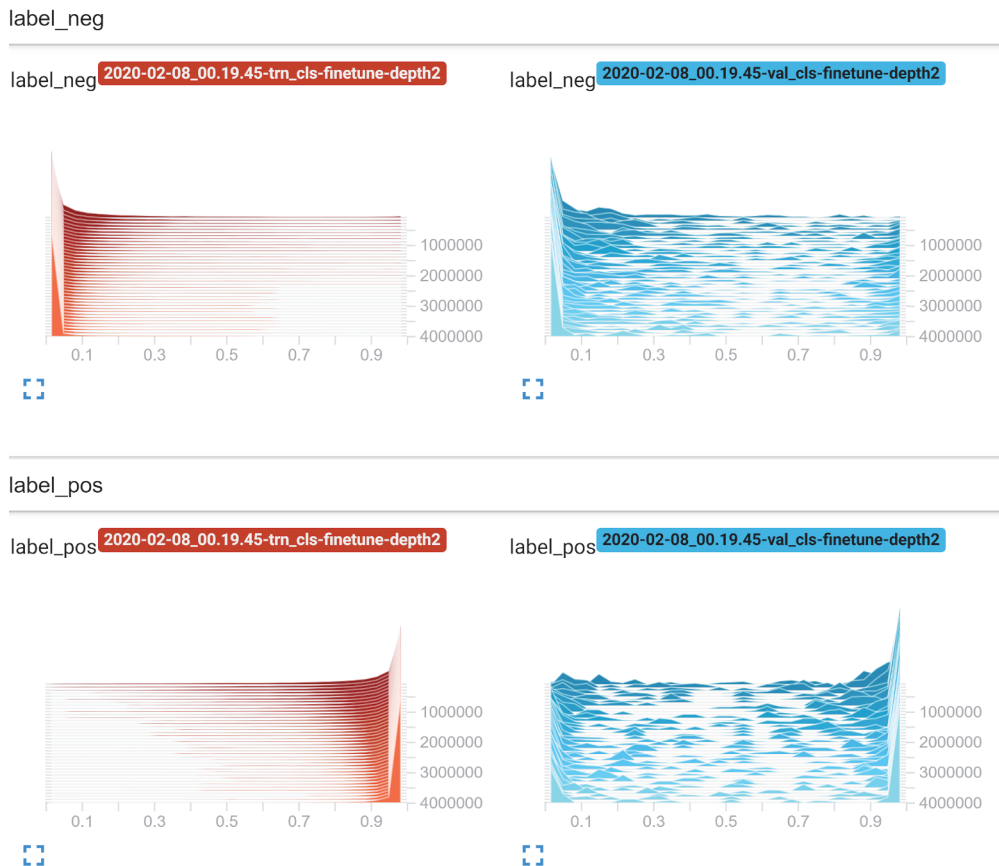 label_neg
label_neg 2020-02-08_00.19.45-trn_cls-finetune-depth2 label_neg 2020-02-08_00.19.45-val_cls-finetune-depth2
1000000 1000000
2000000 2000000
3000000 3000000
4000000 4000000
0.1 0.3 0.5 0.7 0.9 0.1 0.3 0.5 0.7 0.9
label_pos
label_pos 2020-02-08_00.19.45-trn_cls-finetune-depth2 label_pos 2020-02-08_00.19.45-val_cls-finetune-depth2
1000000 1000000
2000000 2000000
3000000 3000000
4000000 4000000
0.1 0.3 0.5 0.7 0.9 0.1 0.3 0.5 0.7 0.9